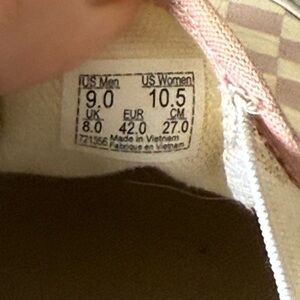 US Men US Women
9.0 10.5
UK EUR CM
8.0 42.0 27.0
721356 Made in Vietnam
Fabriqué en Vietnam